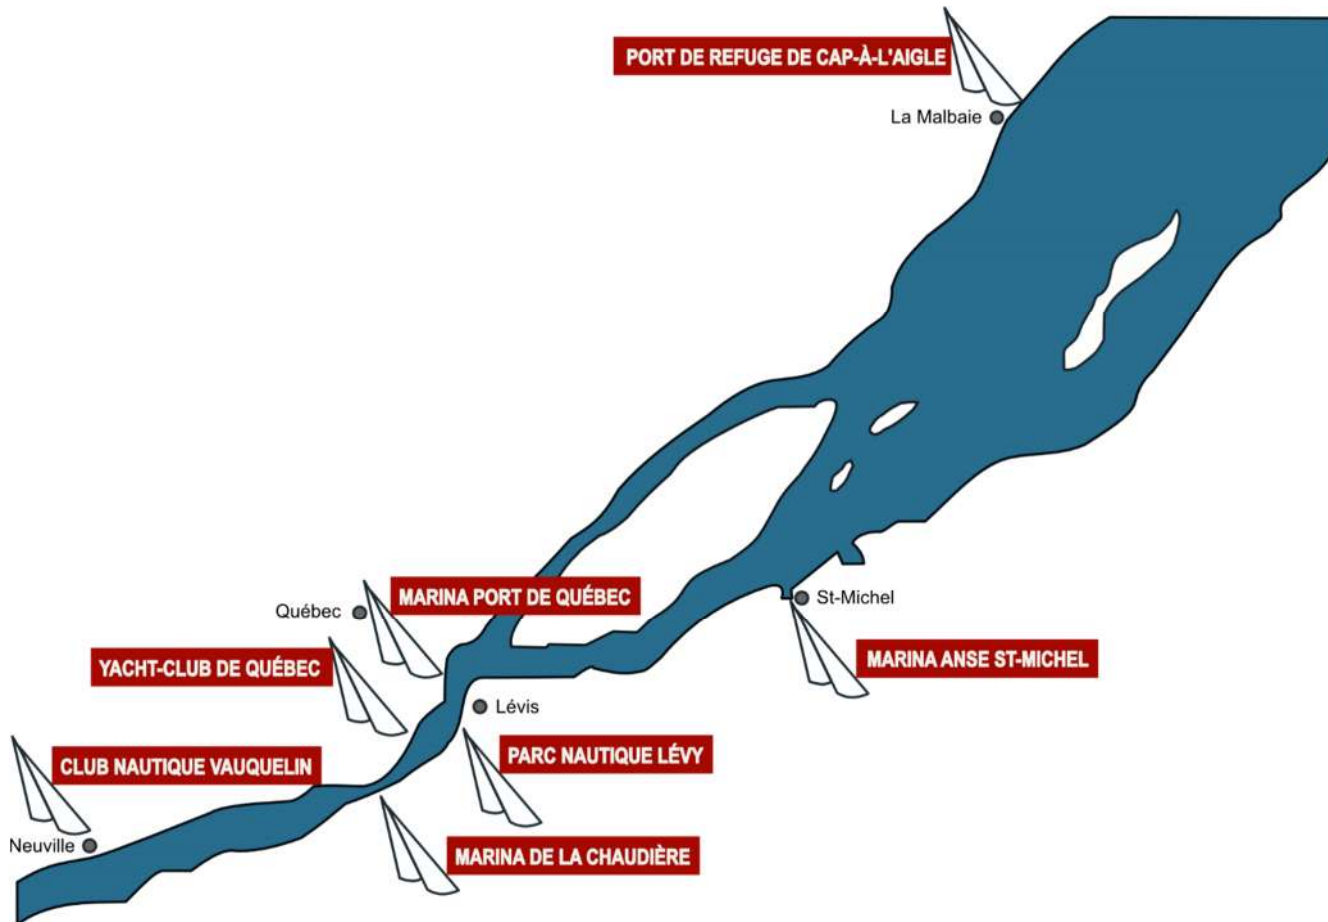 PORT DE REFUGE DE CAP-À-L'AIGLE
La Malbaie
MARINA PORT DE QUÉBEC
Québec
St-Michel
YACHT-CLUB DE QUÉBEC
MARINA ANSE ST-MICHEL
Lévis
CLUB NAUTIQUE VAUQUELIN
PARC NAUTIQUE LÉVY
Neuville
MARINA DE LA CHAUDIÈRE